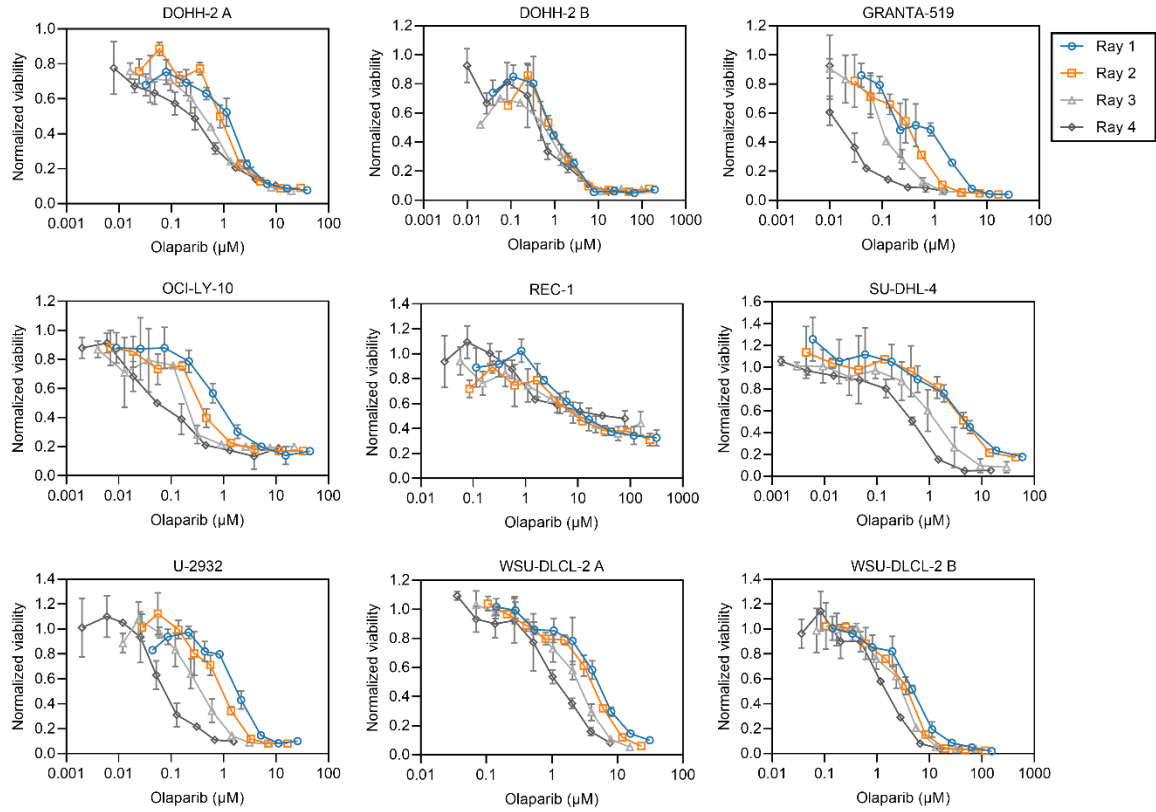 DOHH-2 A
Normalized viability
1.0
0.8
0.6
0.4
0.2
0.0
0.001 0.01 0.1 1 10 100
Olaparib (µM)
DOHH-2 B
Normalized viability
1.2
1.0
0.8
0.6
0.4
0.2
0.0
0.001 0.01 0.1 1 10 100 1000
Olaparib (µM)
GRANTA-519
Normalized viability
1.2
1.0
0.8
0.6
0.4
0.2
0.0
0.001 0.01 0.1 1 10 100
Olaparib (µM)
Ray 1
Ray 2
Ray 3
Ray 4
OCI-LY-10
Normalized viability
1.2
1.0
0.8
0.6
0.4
0.2
0.0
0.001 0.01 0.1 1 10 100
Olaparib (µM)
REC-1
Normalized viability
1.4
1.2
1.0
0.8
0.6
0.4
0.2
0.0
0.01 0.1 1 10 100 1000
Olaparib (µM)
SU-DHL-4
Normalized viability
1.6
1.4
1.2
1.0
0.8
0.6
0.4
0.2
0.0
0.001 0.01 0.1 1 10 100
Olaparib (µM)
U-2932
Normalized viability
1.4
1.2
1.0
0.8
0.6
0.4
0.2
0.0
0.001 0.01 0.1 1 10 100
Olaparib (µM)
WSU-DLCL-2 A
Normalized viability
1.2
1.0
0.8
0.6
0.4
0.2
0.0
0.01 0.1 1 10 100
Olaparib (µM)
WSU-DLCL-2 B
Normalized viability
1.4
1.2
1.0
0.8
0.6
0.4
0.2
0.0
0.01 0.1 1 10 100 1000
Olaparib (µM)